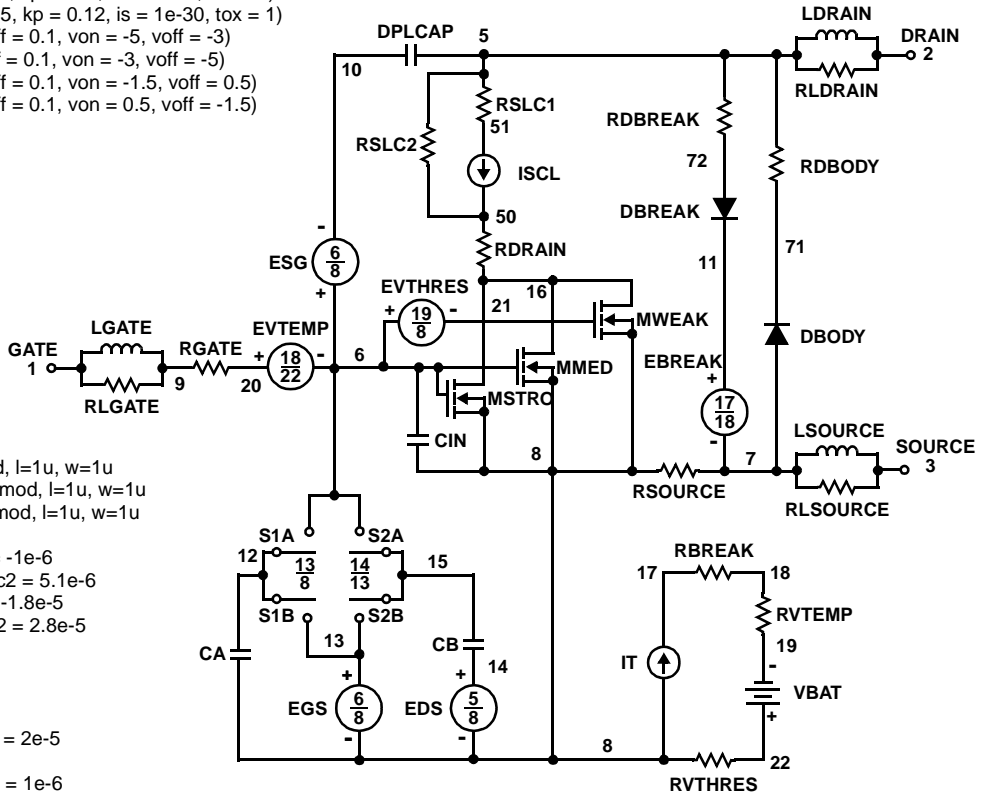 5, kp = 0.12, is = 1e-30, tox = 1)
ff = 0.1, von = -5, voff = -3)
f = 0.1, von = -3, voff = -5)
ff = 0.1, von = -1.5, voff = 0.5)
ff = 0.1, von = 0.5, voff = -1.5)
LDRAIN
DPLCAP
5
DRAIN
2
10
RLDRAIN
RSLC1
51
RDBREAK
RSLC2
72
RDBODY
ISCL
DBREAK
50
-
71
RDRAIN
ESG
6
8
11
+
EVTHRES
16
+
19
8
-
21
MWEAK
LGATE
EVTEMP
DBODY
GATE
1
RGATE
+
18
22
-
6
EBREAK
MMED
9
20
+
RLGATE
MSTRO
17
18
-
LSOURCE
CIN
8
7
SOURCE
3
d, l=1u, w=1u
mod, l=1u, w=1u
RSOURCE
RLSOURCE
mod, l=1u, w=1u
S1A
S2A
= -1e-6
12
13
8
14
13
15
RBREAK
c2 = 5.1e-6
17
18
-1.8e-5
S1B
S2B
2 = 2.8e-5
RVTEMP
13
CB
19
CA
14
IT
-
+
+
VBAT
EGS
6
8
EDS
5
8
+
= 2e-5
-
-
8
22
= 1e-6
RVTHRES